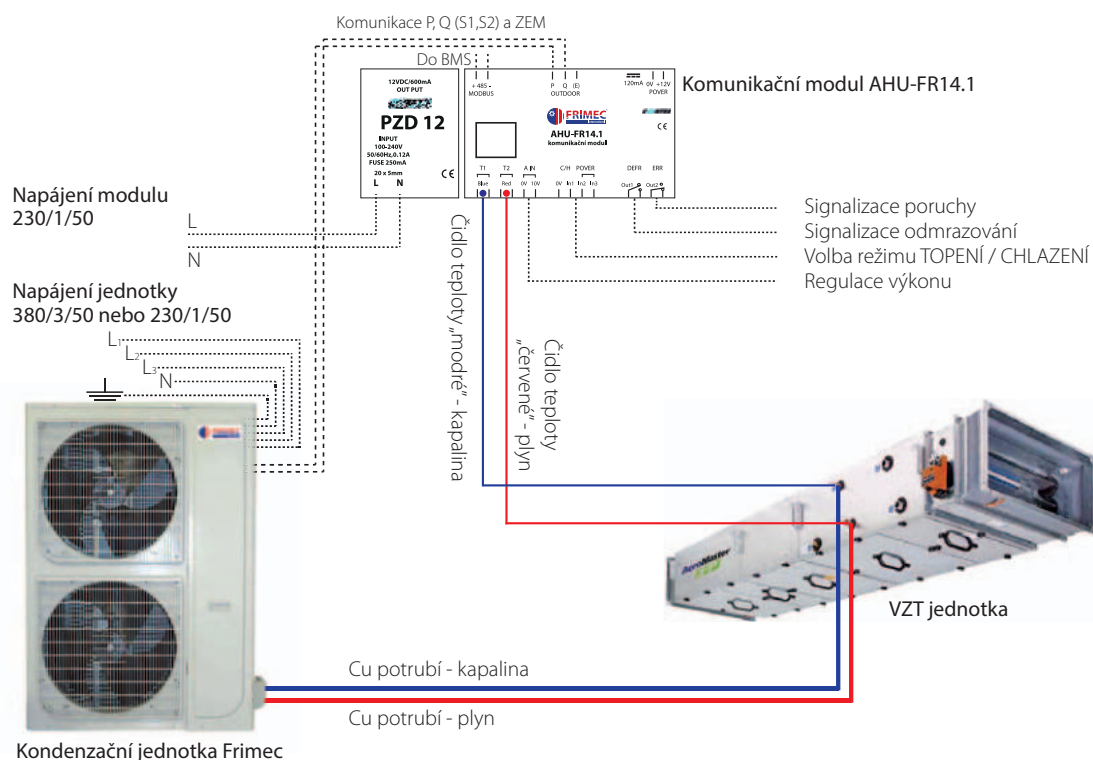 Komunikace P, Q (S1,S2) a ZEM
Do BMS
12VDC/600mA
OUT PUT
PZD 12
INPUT
100-240V
50/60Hz,0.12A
FUSE 250mA
20 x 5mm
L N
CE
+ 485 -
MODBUS
P Q (E)
OUTDOOR
120mA
0V +12V
POWER
FRIMEC
CE
AHU-FR14.1
komunikační modul
T1 T2 A IN C/H POVER DEFR ERR
Blue Red 0V 10V 0V In1 In2 In3 Out1 Out2
Komunikační modul AHU-FR14.1
Napájení modulu
230/1/50
L
N
Signalizace poruchy
Signalizace odmrazování
Volba režimu TOPENÍ / CHLAZENÍ
Regulace výkonu
Napájení jednotky
380/3/50 nebo 230/1/50
L1
L2
L3
N
Čidlo teploty „modré" - kapalina
Čidlo teploty
„červené" - plyn
FRIMEC
AeroMaster
VZT jednotka
Cu potrubí - kapalina
Cu potrubí - plyn
Kondenzační jednotka Frimec